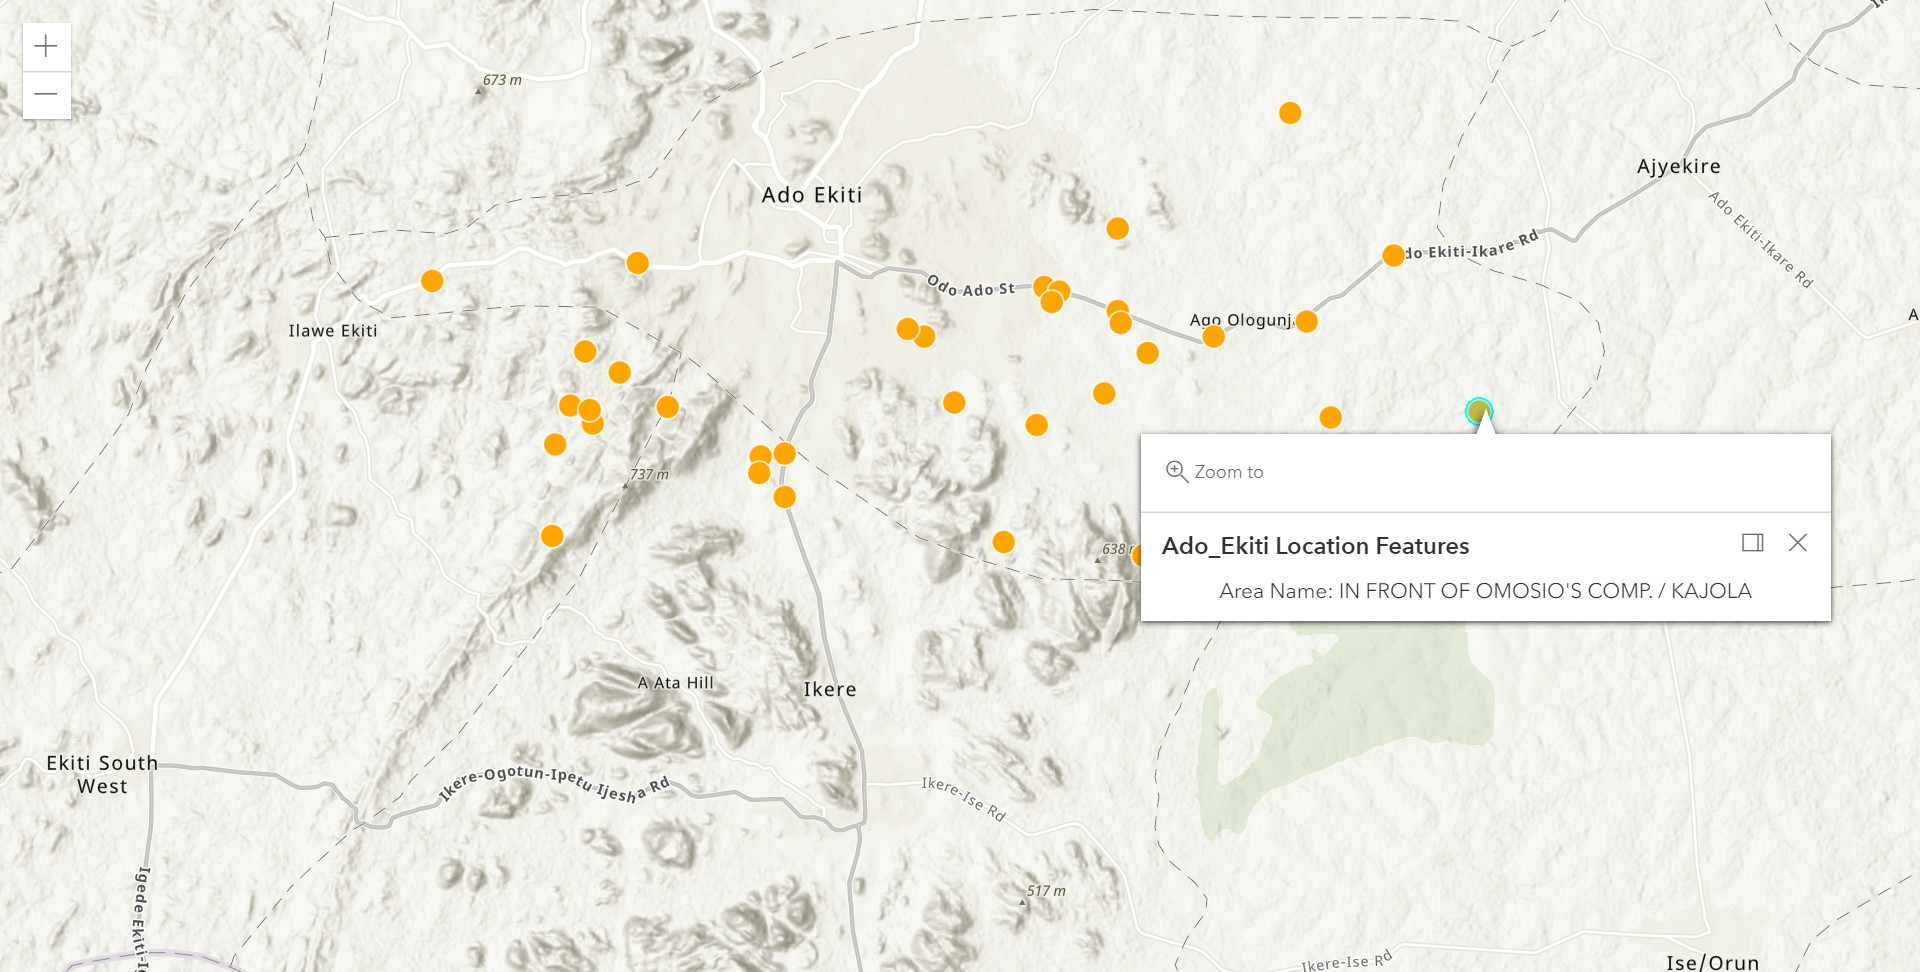 673 m
Ajyekire
Ado Ekiti
Ado Ekiti-Ikare Rd
do Ekiti-Ikare Rd
Odo Ado St
Ago Ologunj
Ilawe Ekiti
A
Zoom to
737 m
Ado_Ekiti Location Features
638
Area Name: IN FRONT OF OMOSIO'S COMP. / KAJOLA
A Ata Hill
Ikere
Ekiti South
West
Ikere-Ogotun-Ipetu Ijesha Rd
Ikere-Ise Rd
517 m
Igede Ekiti-Ig
Ikere-Ise Rd
Ise/Orun